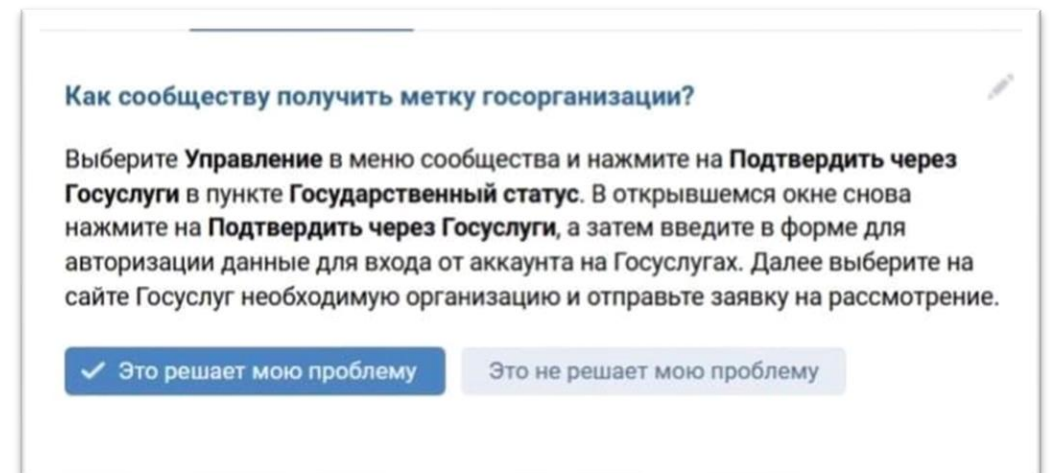 Как сообществу получить метку госорганизации?
Выберите Управление в меню сообщества и нажмите на Подтвердить через
Госуслуги в пункте Государственный статус. В открывшемся окне снова
нажмите на Подтвердить через Госуслуги, а затем введите в форме для
авторизации данные для входа от аккаунта на Госуслугах. Далее выберите на
сайте Госуслуг необходимую организацию и отправьте заявку на рассмотрение.
Это решает мою проблему
Это не решает мою проблему